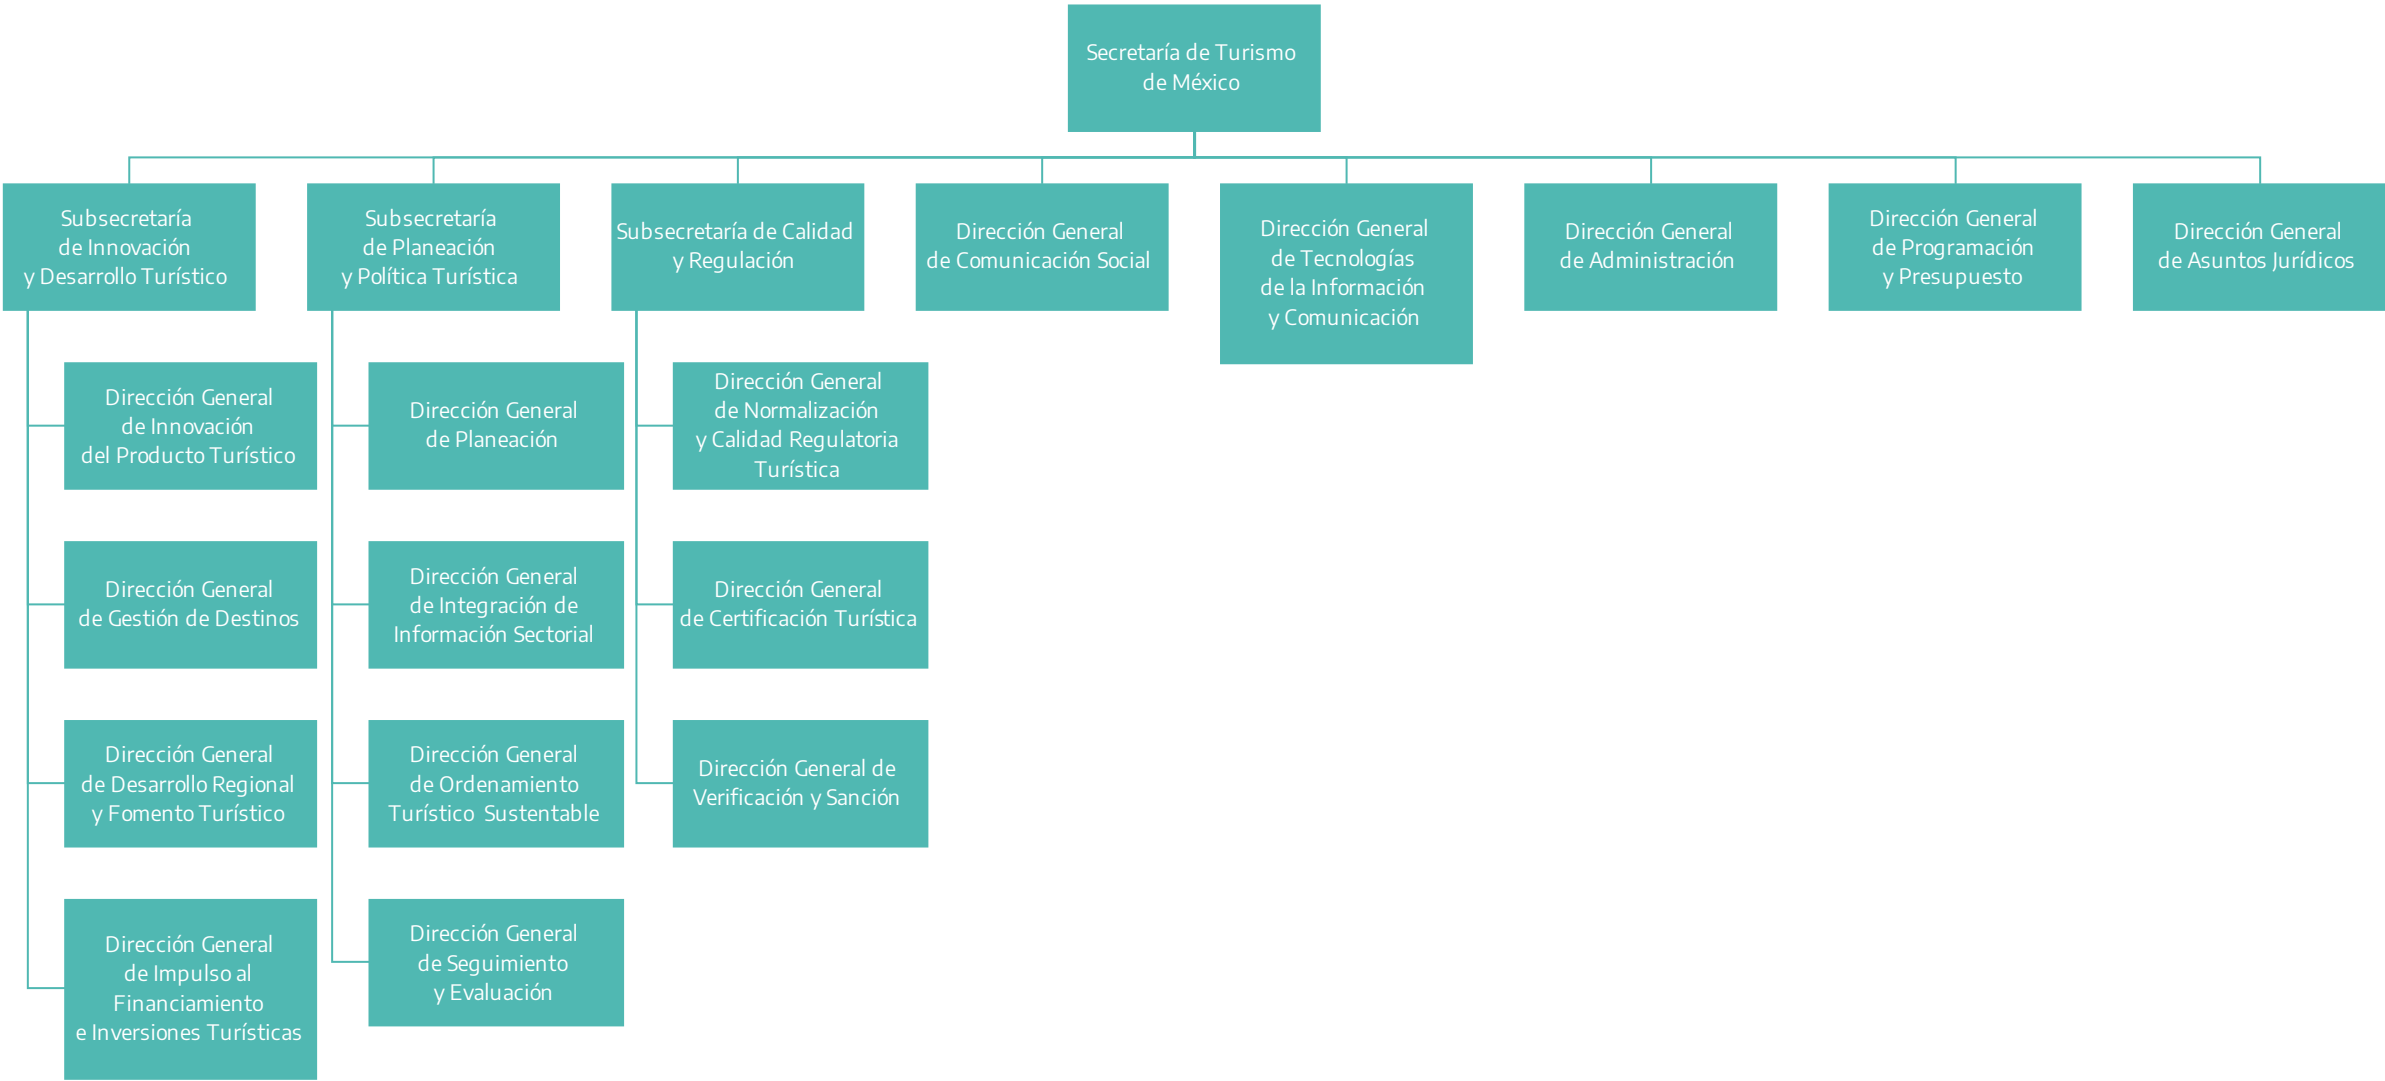 Secretaría de Turismo
de México
Subsecretaría
de Innovación
y Desarrollo Turístico
Subsecretaría
de Planeación
y Política Turística
Subsecretaría de Calidad
y Regulación
Dirección General
de Comunicación Social
Dirección General
de Tecnologías
de la Información
y Comunicación
Dirección General
de Administración
Dirección General
de Programación
y Presupuesto
Dirección General
de Asuntos Jurídicos
Dirección General
de Innovación
del Producto Turístico
Dirección General
de Gestión de Destinos
Dirección General
de Desarrollo Regional
y Fomento Turístico
Dirección General
de Impulso al
Financiamiento
e Inversiones Turísticas
Dirección General
de Planeación
Dirección General
de Integración de
Información Sectorial
Dirección General
de Ordenamiento
Turístico Sustentable
Dirección General
de Seguimiento
y Evaluación
Dirección General
de Normalización
y Calidad Regulatoria
Turística
Dirección General
de Certificación Turística
Dirección General de
Verificación y Sanción